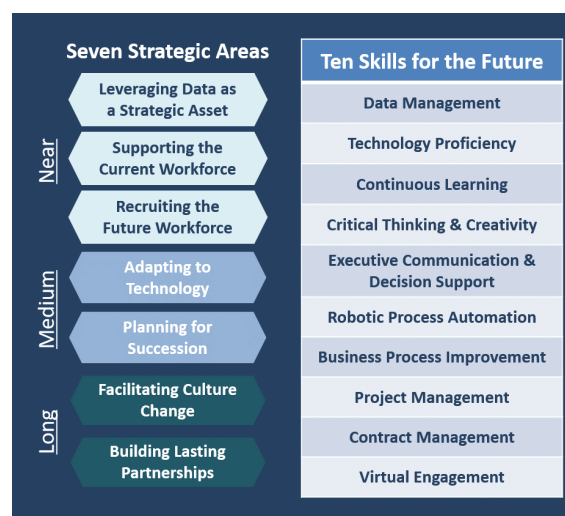 Seven Strategic Areas
Near
Leveraging Data as
a Strategic Asset
Supporting the
Current Workforce
Recruiting the
Future Workforce
Medium
Adapting to
Technology
Planning for
Succession
Long
Facilitating Culture
Change
Building Lasting
Partnerships
Ten Skills for the Future
Data Management
Technology Proficiency
Continuous Learning
Critical Thinking & Creativity
Executive Communication &
Decision Support
Robotic Process Automation
Business Process Improvement
Project Management
Contract Management
Virtual Engagement